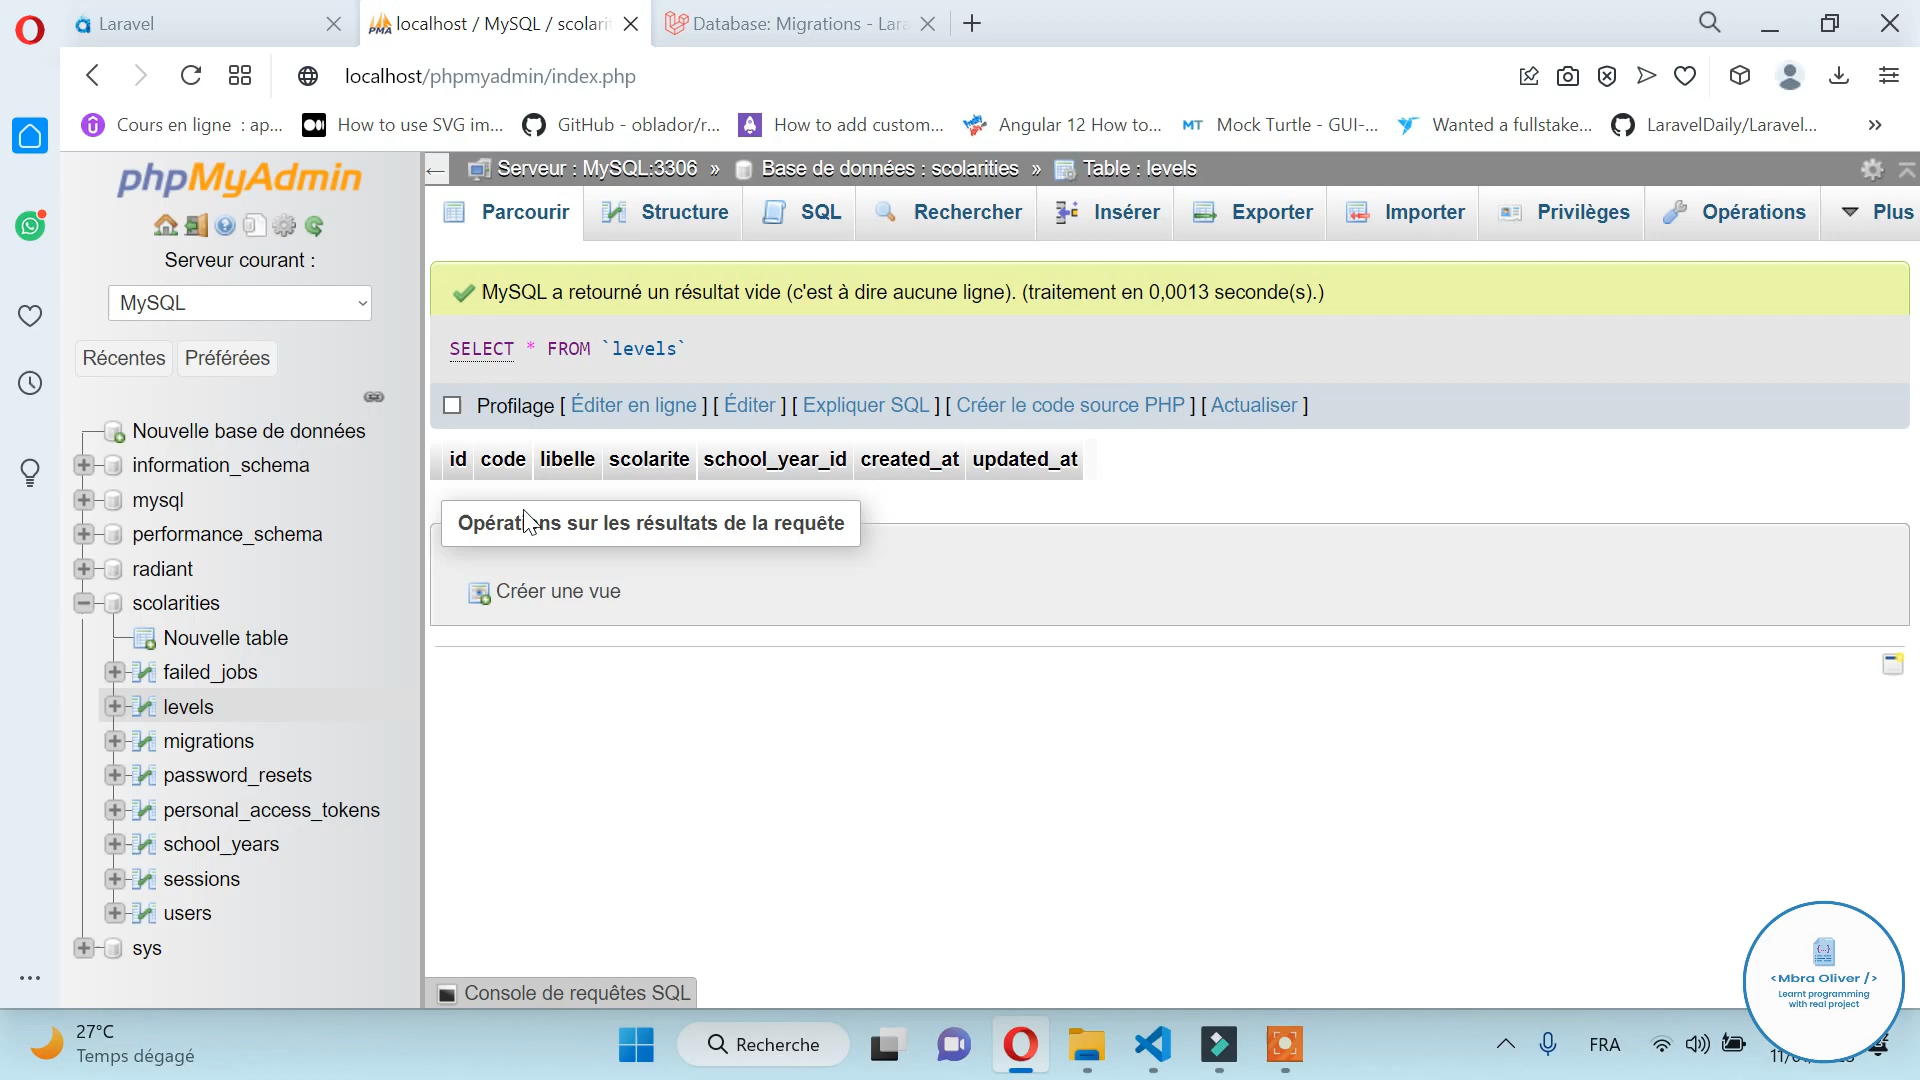 Laravel
localhost / MySQL / scolarit
Database: Migrations - Lara
localhost/phpmyadmin/index.php
Cours en ligne : ap...
How to use SVG im...
GitHub - oblador/r...
How to add custom...
Angular 12 How to...
MT Mock Turtle - GUI-...
Wanted a fullstake...
LaravelDaily/Laravel...
phpMyAdmin
Serveur courant :
MySQL
Récentes
Préférées
Nouvelle base de données
information_schema
mysql
performance_schema
radiant
scolarities
Nouvelle table
failed_jobs
levels
migrations
password_resets
personal_access_tokens
school_years
sessions
users
sys
Serveur : MySQL:3306 » Base de données : scolarities » Table : levels
Parcourir
Structure
SQL
Rechercher
Insérer
Exporter
Importer
Privilèges
Opérations
Plus
MySQL a retourné un résultat vide (c'est à dire aucune ligne). (traitement en 0,0013 seconde(s).)
SELECT * FROM `levels`
Profilage [ Éditer en ligne ] [ Éditer ] [ Expliquer SQL ] [ Créer le code source PHP ] [ Actualiser ]
id code libelle scolarite school_year_id created_at updated_at
Opérations sur les résultats de la requête
Créer une vue
Console de requêtes SQL
{...}
<Mbra Oliver />
Learnt programming
with real project
27°C
Temps dégagé
Recherche
FRA